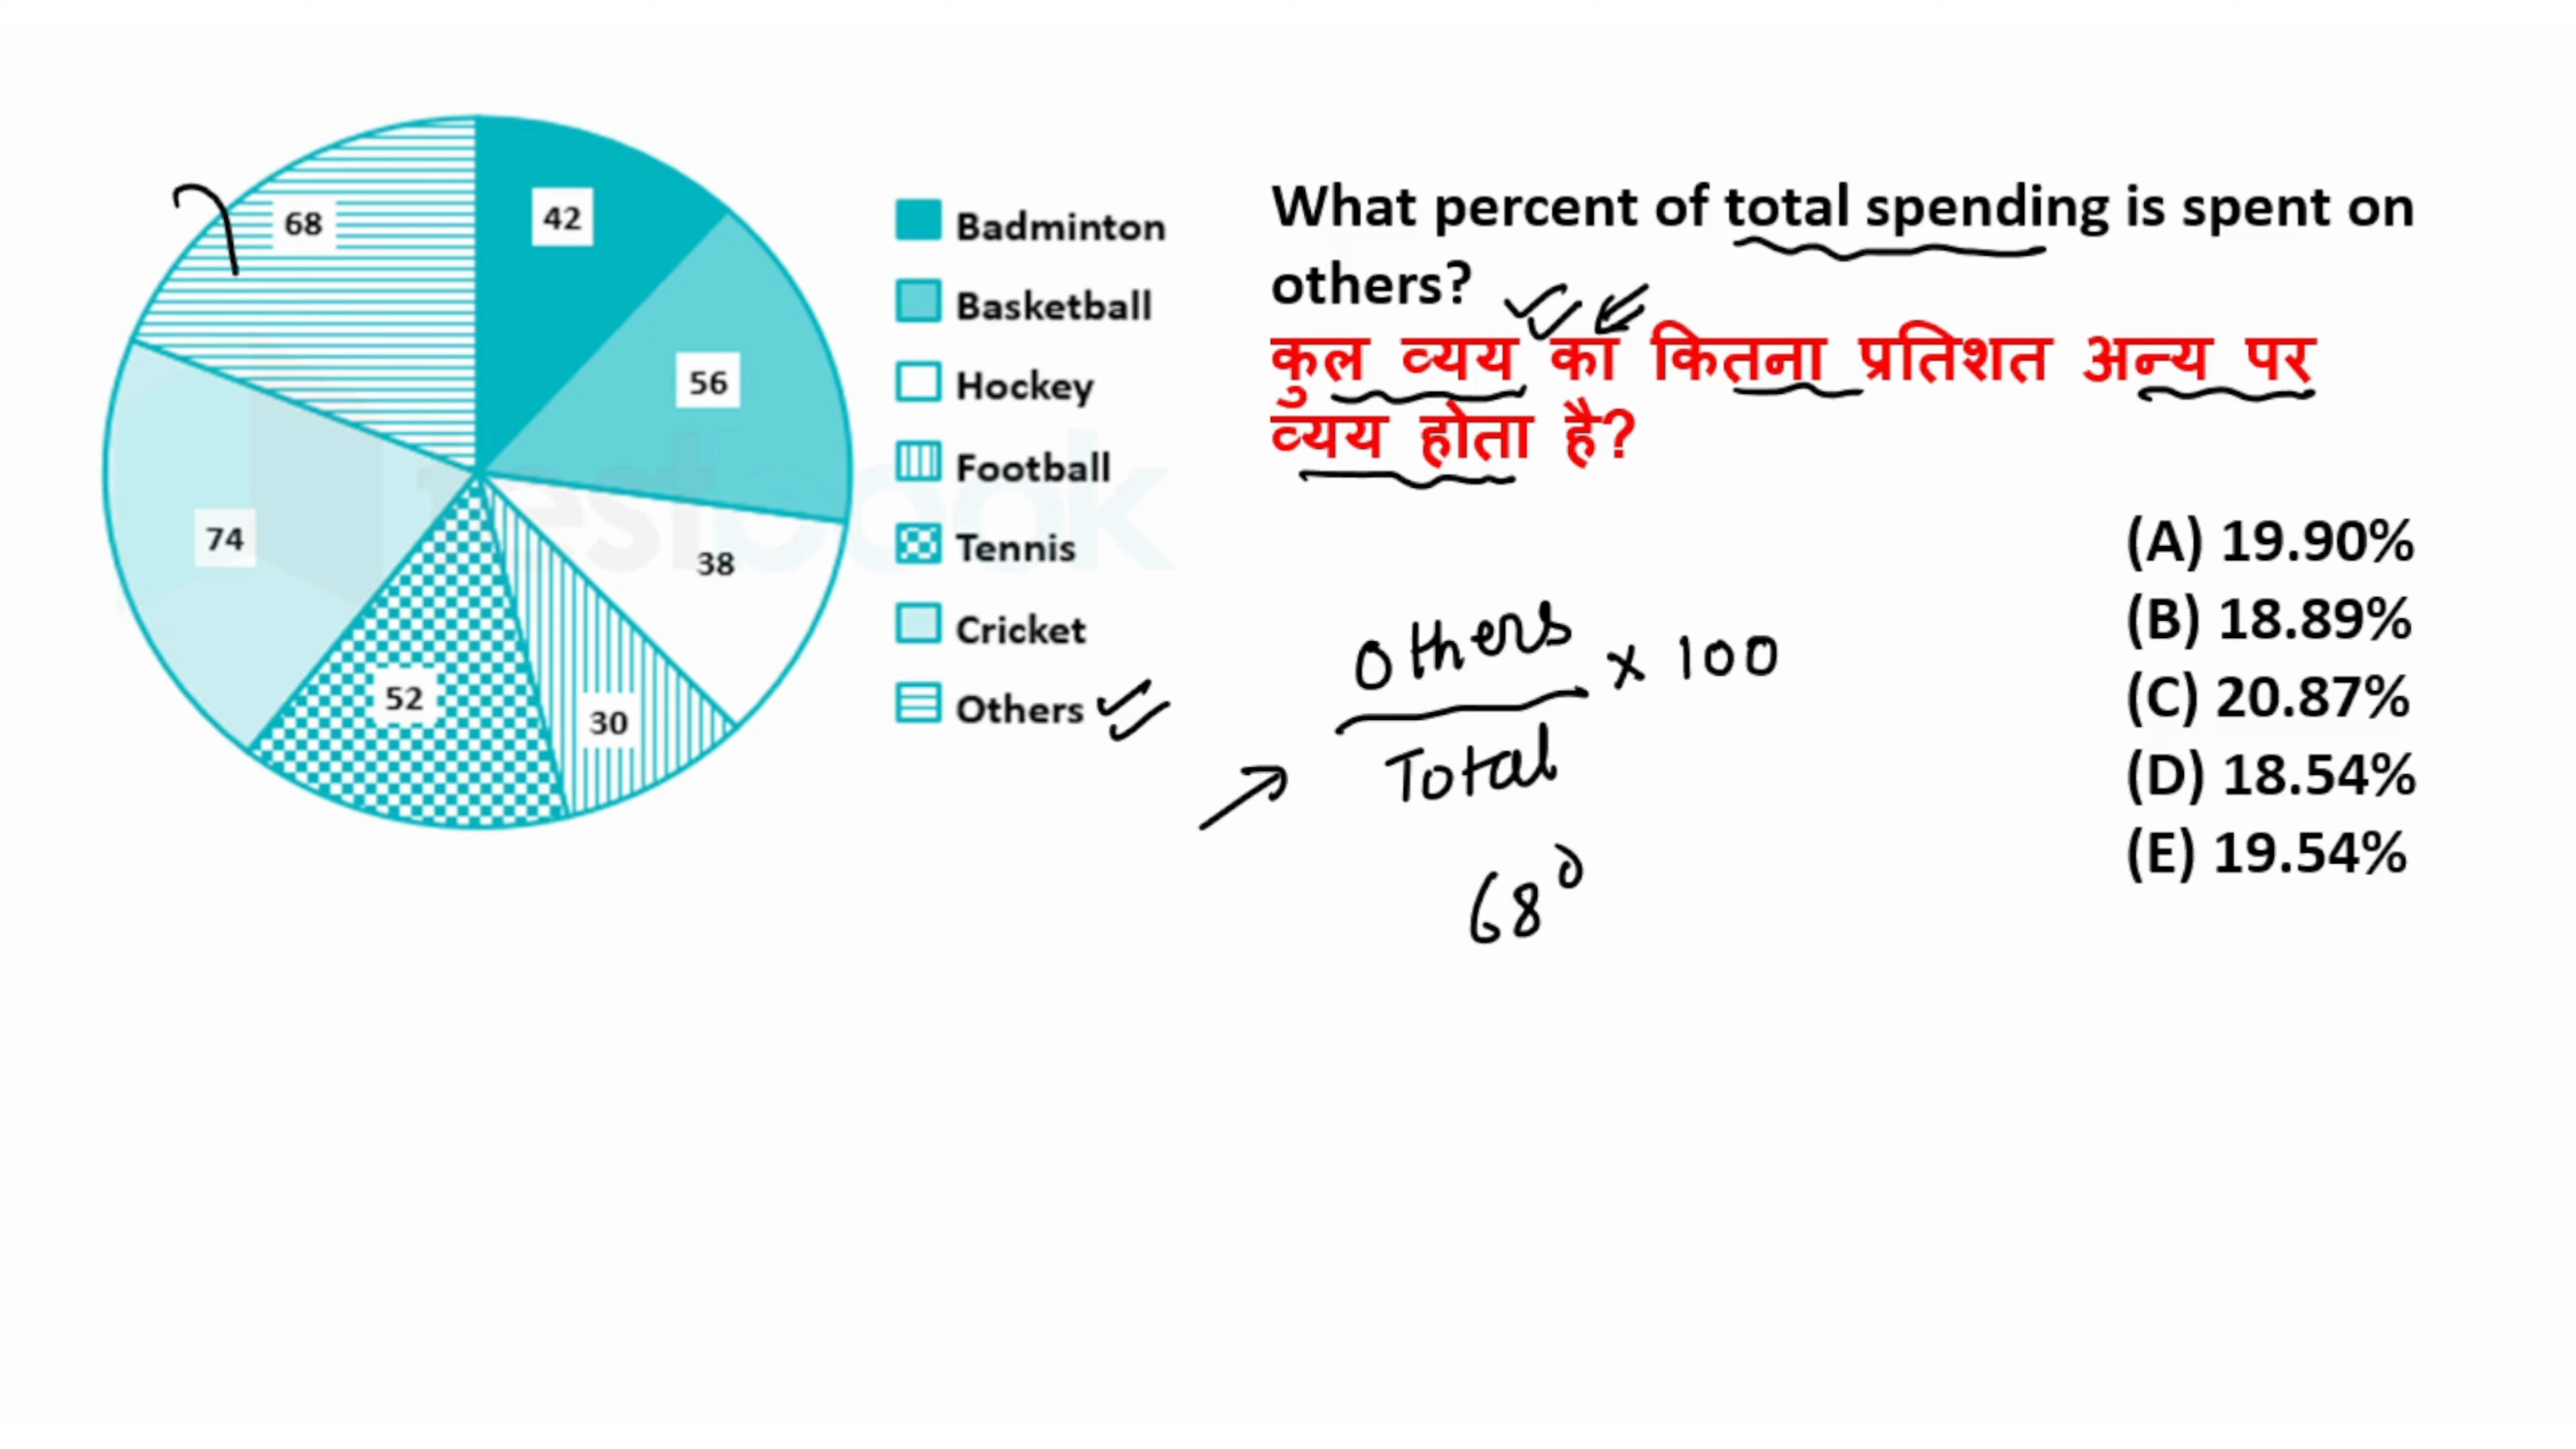 68
42
56
38
30
52
74
Badminton
Basketball
Hockey
Football
Tennis
Cricket
Others
What percent of total spending is spent on
others?
कुल व्यय का कितना प्रतिशत अन्य पर
व्यय होता है?
(A) 19.90%
(B) 18.89%
(C) 20.87%
(D) 18.54%
(E) 19.54%
Others × 100
Total
68°
testbook